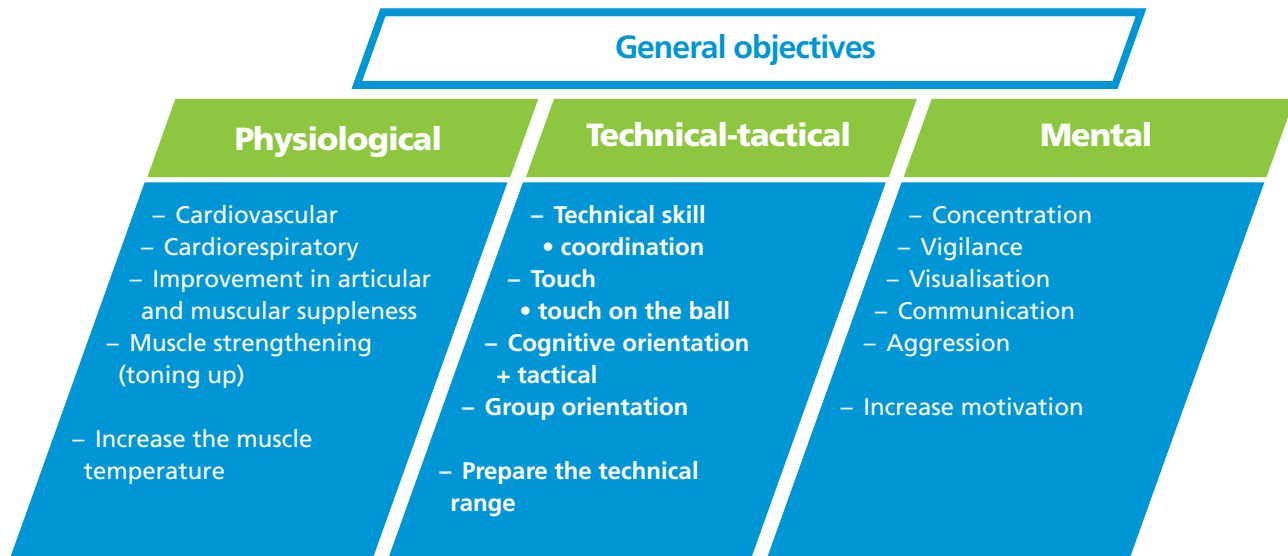 General objectives
Physiological
– Cardiovascular
– Cardiorespiratory
– Improvement in articular
and muscular suppleness
– Muscle strengthening
(toning up)
– Increase the muscle
temperature
Technical-tactical
– Technical skill
• coordination
– Touch
• touch on the ball
– Cognitive orientation
+ tactical
– Group orientation
– Prepare the technical
range
Mental
– Concentration
– Vigilance
– Visualisation
– Communication
– Aggression
– Increase motivation